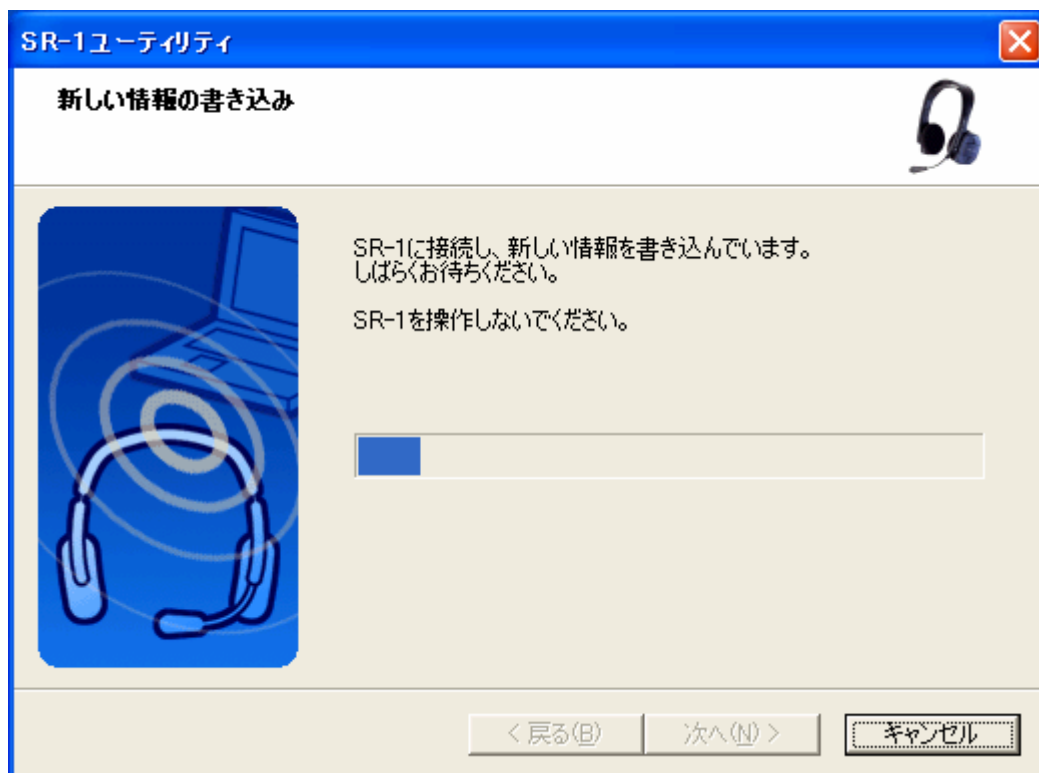 SR-1ユーティリティ
新しい情報の書き込み
SR-1に接続し、新しい情報を書き込んでいます。
しばらくお待ちください。
SR-1を操作しないでください。
< 戻る(B)
次へ(N) >
キャンセル